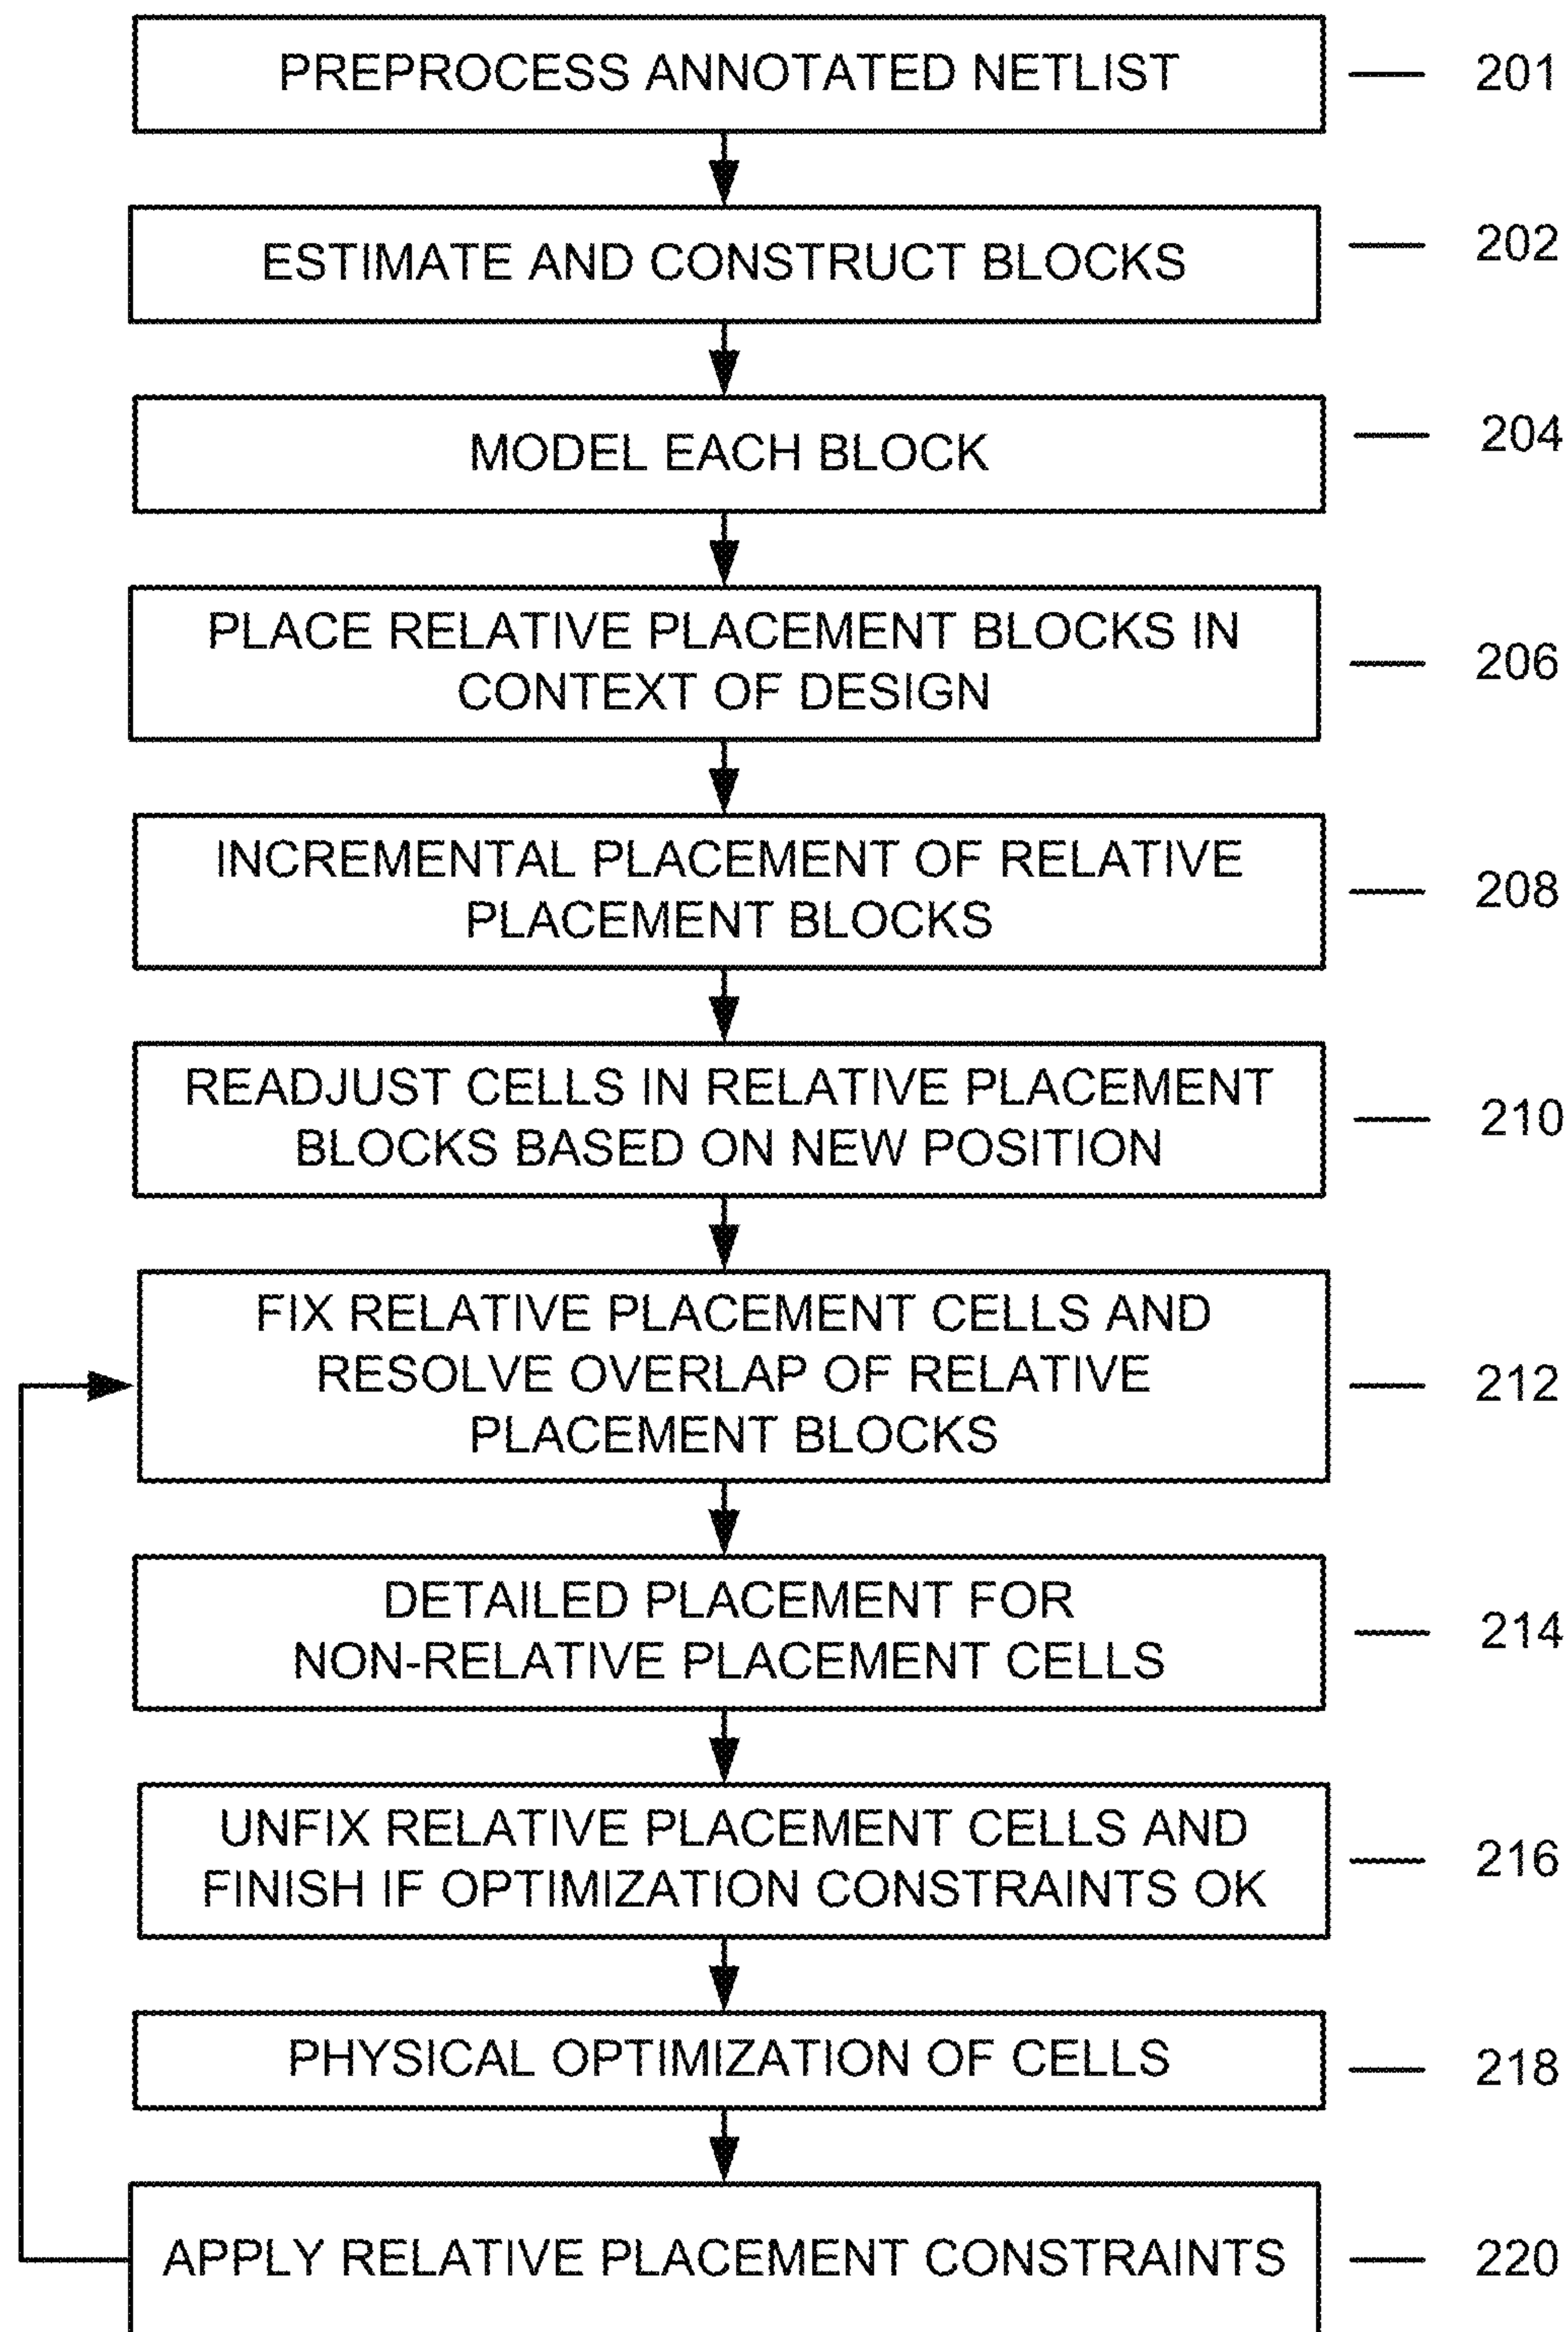 PREPROCESS ANNOTATED NETLIST
201
ESTIMATE AND CONSTRUCT BLOCKS
202
MODEL EACH BLOCK
204
PLACE RELATIVE PLACEMENT BLOCKS IN
CONTEXT OF DESIGN
206
INCREMENTAL PLACEMENT OF RELATIVE
PLACEMENT BLOCKS
208
READJUST CELLS IN RELATIVE PLACEMENT
BLOCKS BASED ON NEW POSITION
210
FIX RELATIVE PLACEMENT CELLS AND
RESOLVE OVERLAP OF RELATIVE
PLACEMENT BLOCKS
212
DETAILED PLACEMENT FOR
NON-RELATIVE PLACEMENT CELLS
214
UNFIX RELATIVE PLACEMENT CELLS AND
FINISH IF OPTIMIZATION CONSTRAINTS OK
216
PHYSICAL OPTIMIZATION OF CELLS
218
APPLY RELATIVE PLACEMENT CONSTRAINTS
220